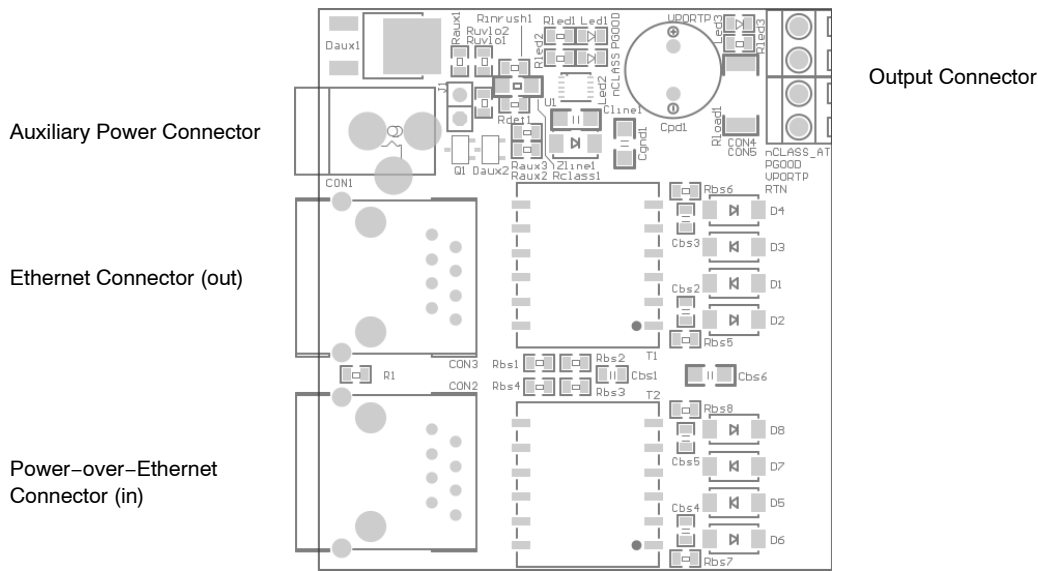 Daux1
Raux1
Rinrush1
Ruvlo2
Ruvlo1
Rled1
Led1
Rled2
nCLASS PGOOD
Led2
VPORTP
Led3
Rled3
Output Connector
J1
U1
Cline1
Rdet1
Cpd1
Rload1
Auxiliary Power Connector
Cgnd1
CON4
CON5
nCLASS_AT
PGOOD
VPORTP
RTN
Q1
Daux2
Raux3
Raux2
Zline1
Rclass1
CON1
Rbs6
D4
Cbs3
D3
Ethernet Connector (out)
Cbs2
D1
D2
Rbs5
CON3
T1
Rbs1
Rbs2
R1
Cbs1
Cbs6
CON2
Rbs4
Rbs3
T2
Rbs8
D8
Cbs5
D7
Power-over-Ethernet
Connector (in)
Cbs4
D5
D6
Rbs7